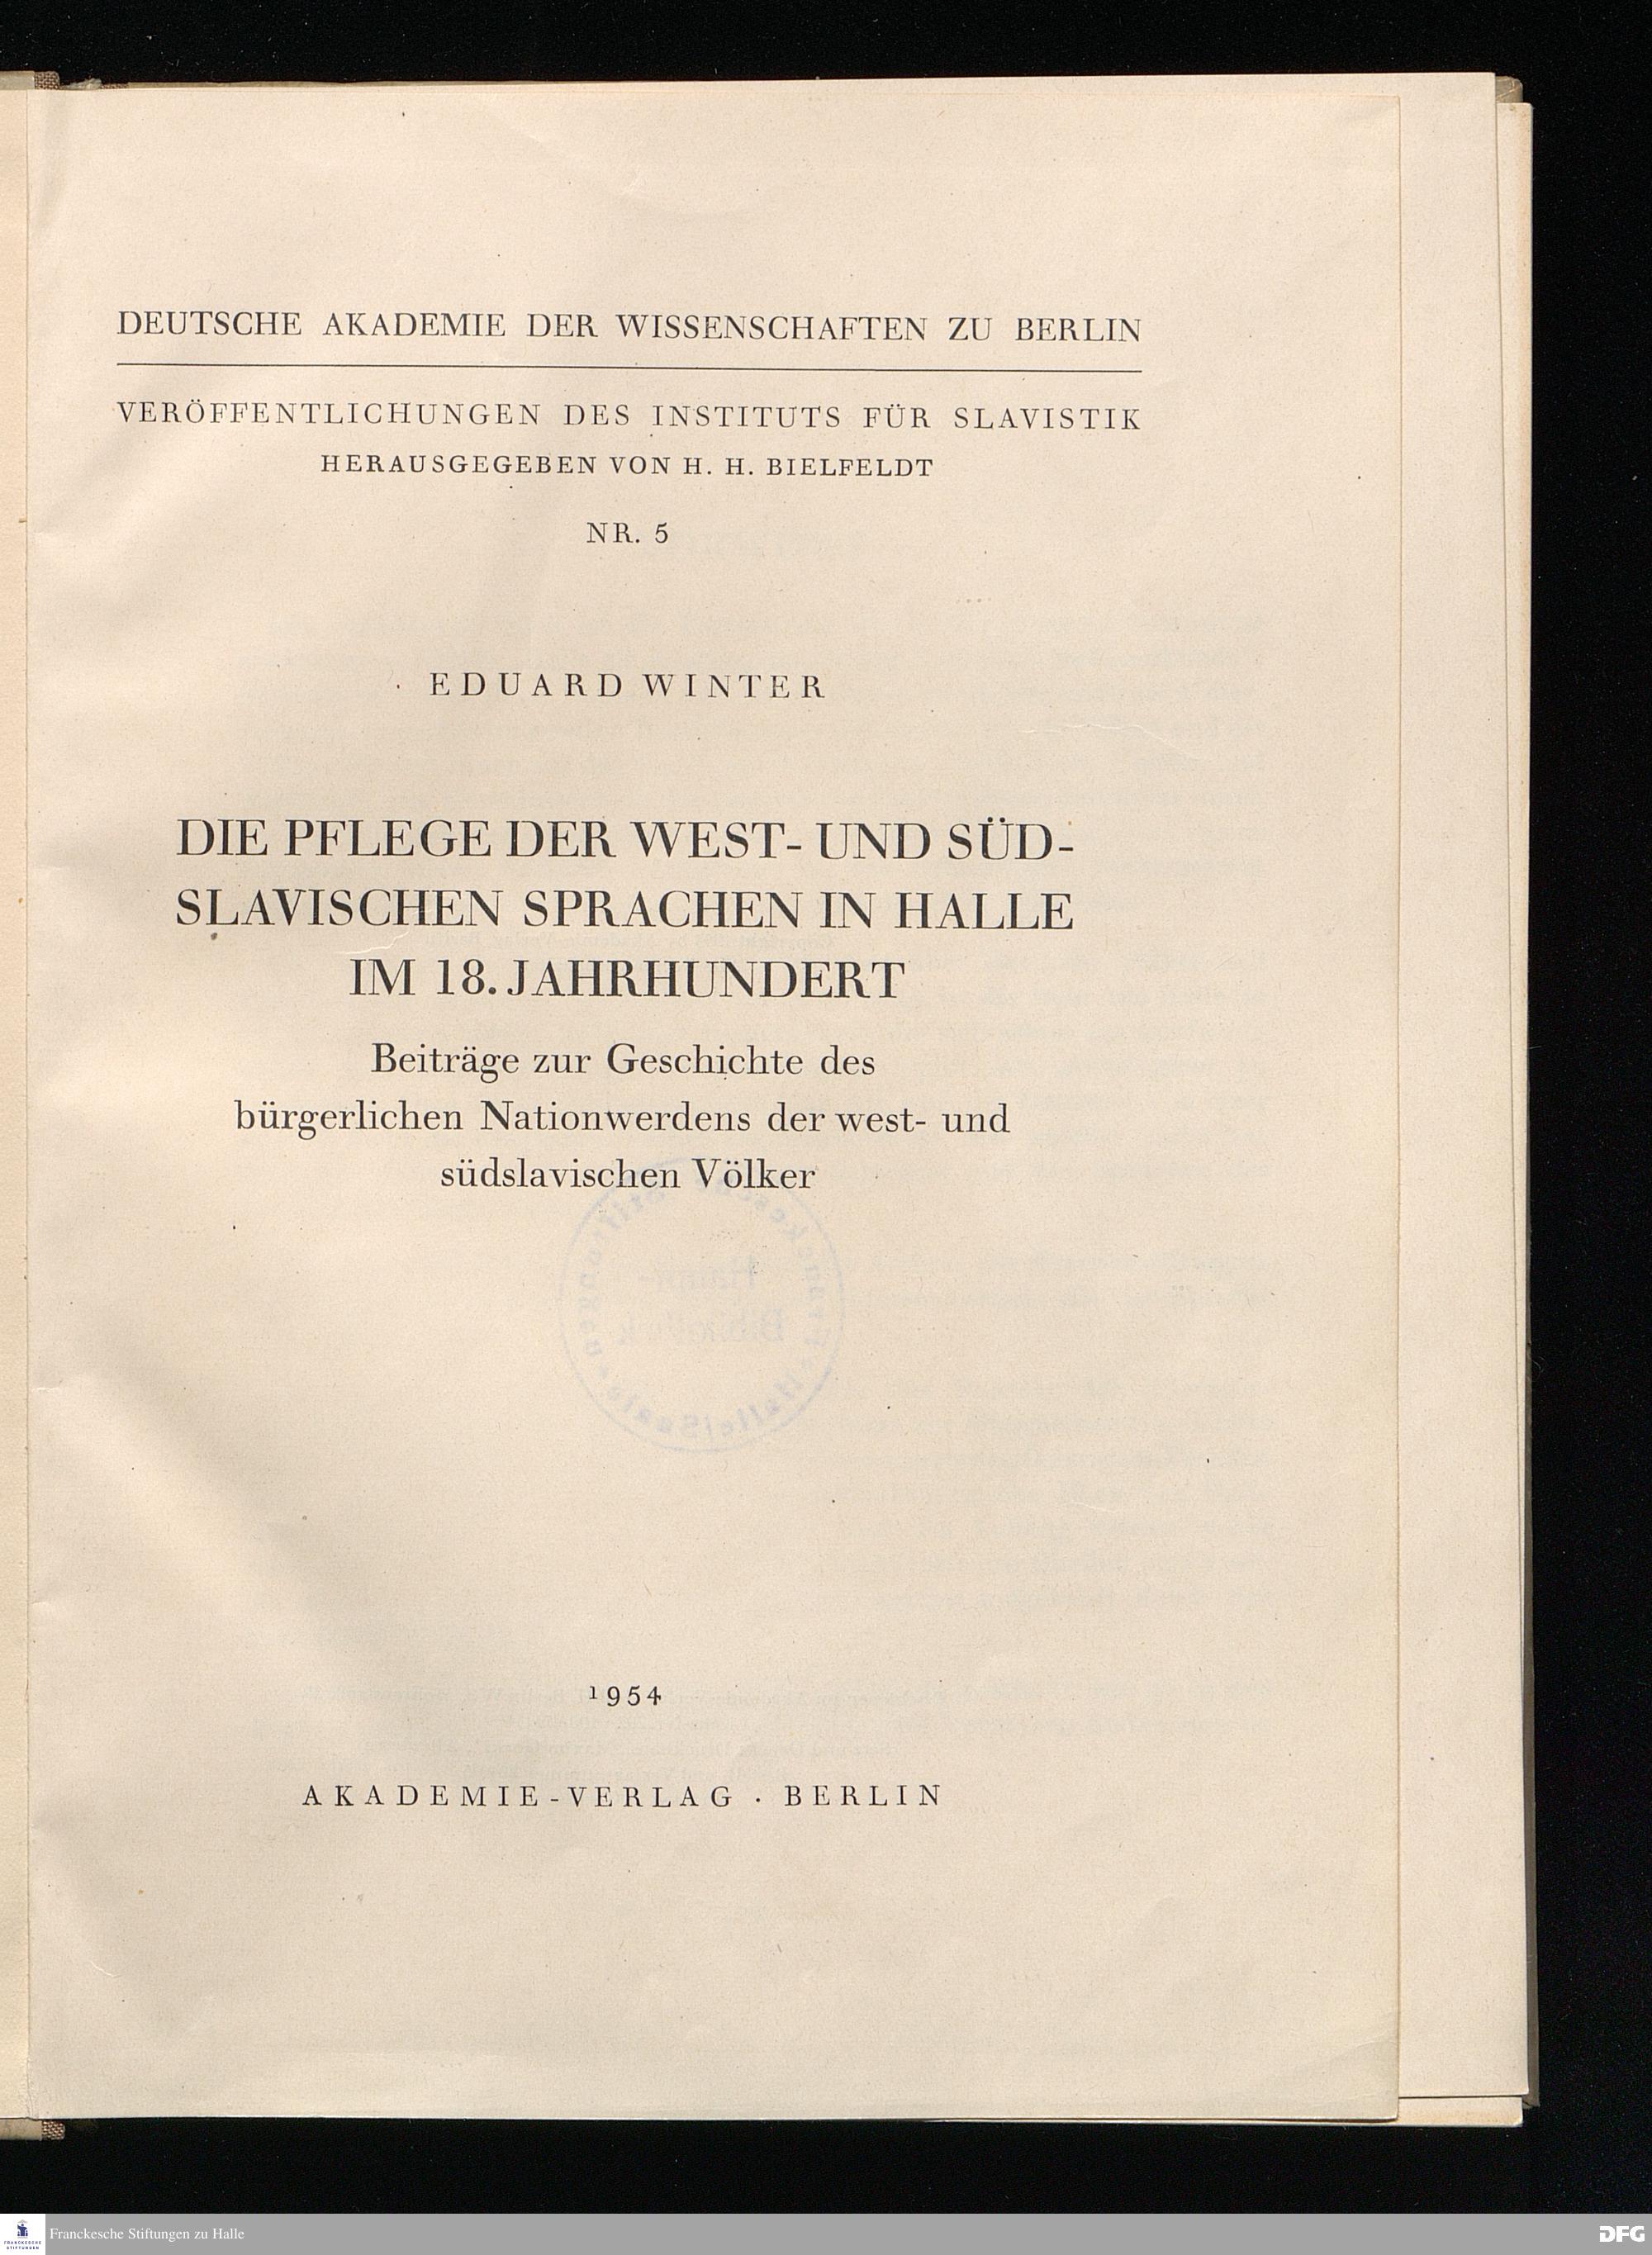 DEUTSCHE AKADEMIE DER WISSENSCHAFTEN ZU BERLIN
VERÖFFENTLICHUNGEN DES INSTITUTS FÜR SLAVISTIK
HERAUSGEGEBEN VON H. H. BIELFELDT
NR. 5
EDUARD WINTER
DIE PFLEGE DER WEST- UND SÜD-
SLAVISCHEN SPRACHEN IN HALLE
IM 18. JAHRHUNDERT
Beiträge zur Geschichte des
bürgerlichen Nationwerdens der west- und
südslavischen Völker
1954
AKADEMIE-VERLAG · BERLIN
FRANCKESCHE
STIFTUNGEN
Franckesche Stiftungen zu Halle
DFG